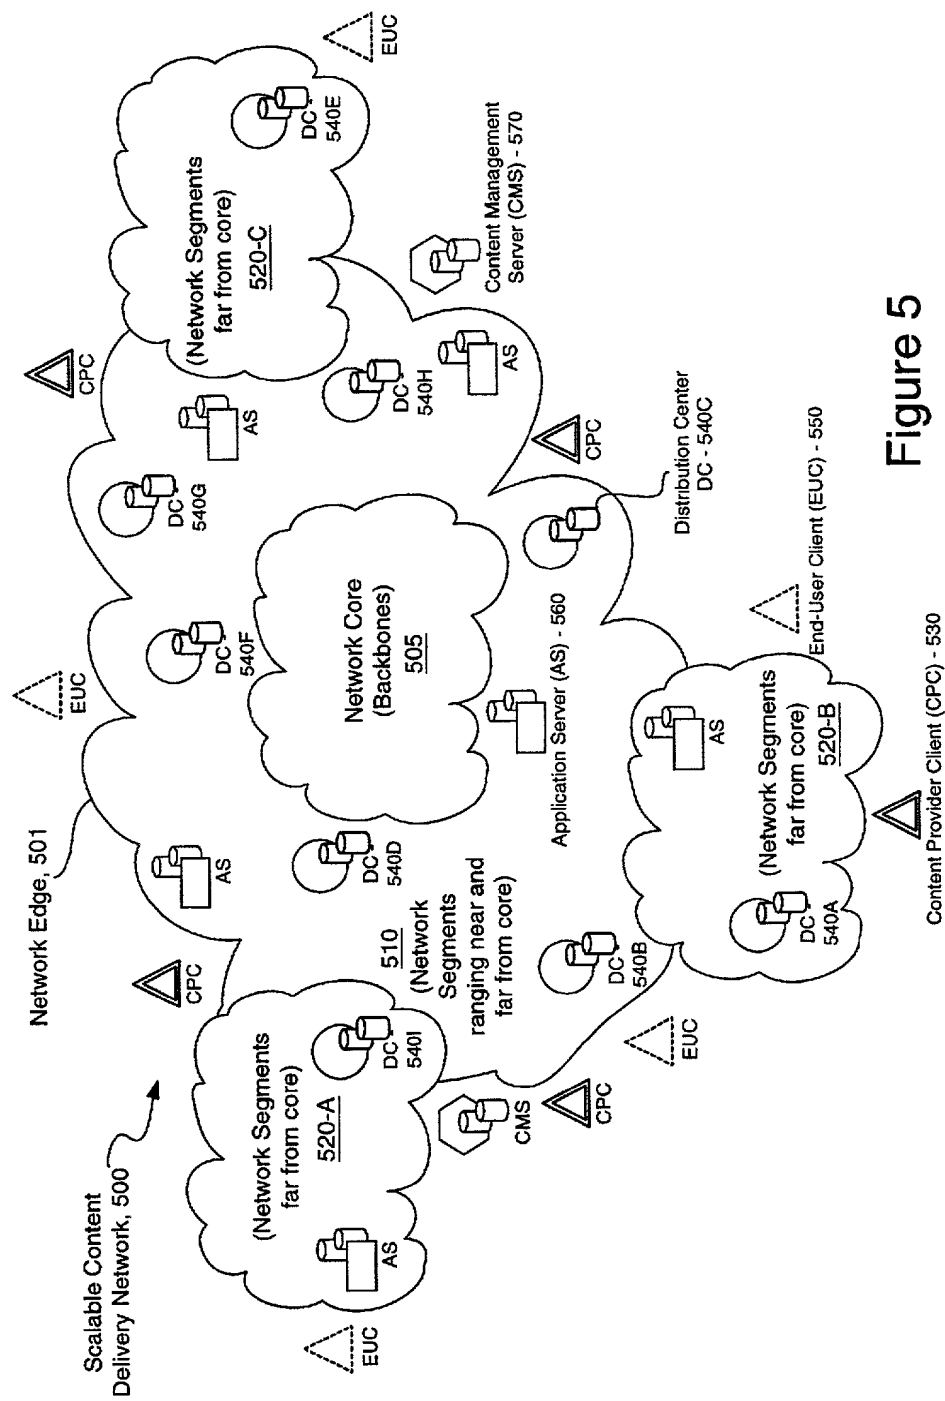 Scalable Content
Delivery Network, 500
Network Edge, 501
EUC
CPC
EUC
CPC
EUC
(Network Segments
far from core)
520-A
AS
DC
540I
AS
DC
540D
DC
540F
DC
540G
AS
(Network Segments
far from core)
520-C
DC
540E
510
(Network
Segments
ranging near and
far from core)
Network Core
(Backbones)
505
DC
540H
AS
CMS
CPC
EUC
DC
540B
Application Server (AS) - 560
CPC
Content Management
Server (CMS) - 570
Distribution Center
DC - 540C
(Network Segments
far from core)
520-B
AS
DC
540A
End-User Client (EUC) - 550
Content Provider Client (CPC) - 530
Figure 5